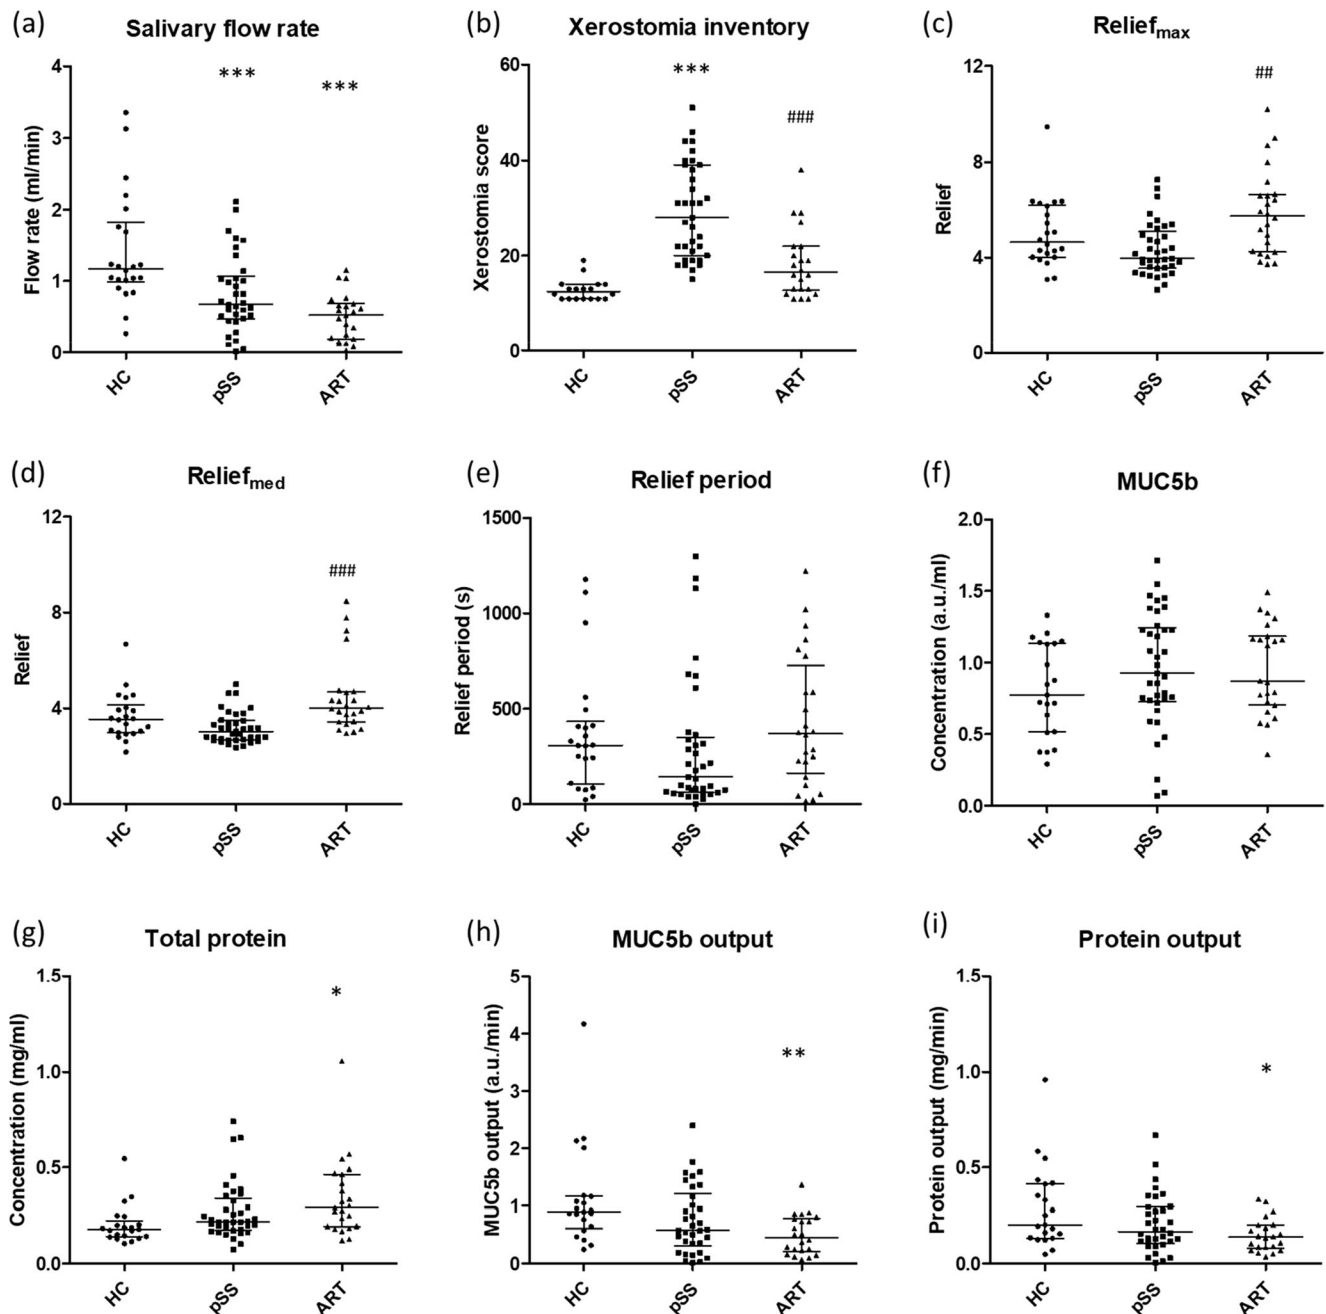 (a) Salivary flow rate
Flow rate (ml/min)
4
3
2
1
0
***
***
HC
pSS
ART
(b) Xerostomia inventory
Xerostomia score
60
40
20
0
***
###
HC
pSS
ART
(c) Relief max
Relief
12
8
4
0
##
HC
pSS
ART
(d) Relief med
Relief
12
8
4
0
###
HC
pSS
ART
(e) Relief period
Relief period (s)
1500
1000
500
0
HC
pSS
ART
(f) MUC5b
Concentration (a.u./ml)
2.0
1.5
1.0
0.5
0.0
HC
pSS
ART
(g) Total protein
Concentration (mg/ml)
1.5
1.0
0.5
0.0
*
HC
pSS
ART
(h) MUC5b output
MUC5b output (a.u./min)
5
4
3
2
1
0
**
HC
pSS
ART
(i) Protein output
Protein output (mg/min)
1.5
1.0
0.5
0.0
*
HC
pSS
ART